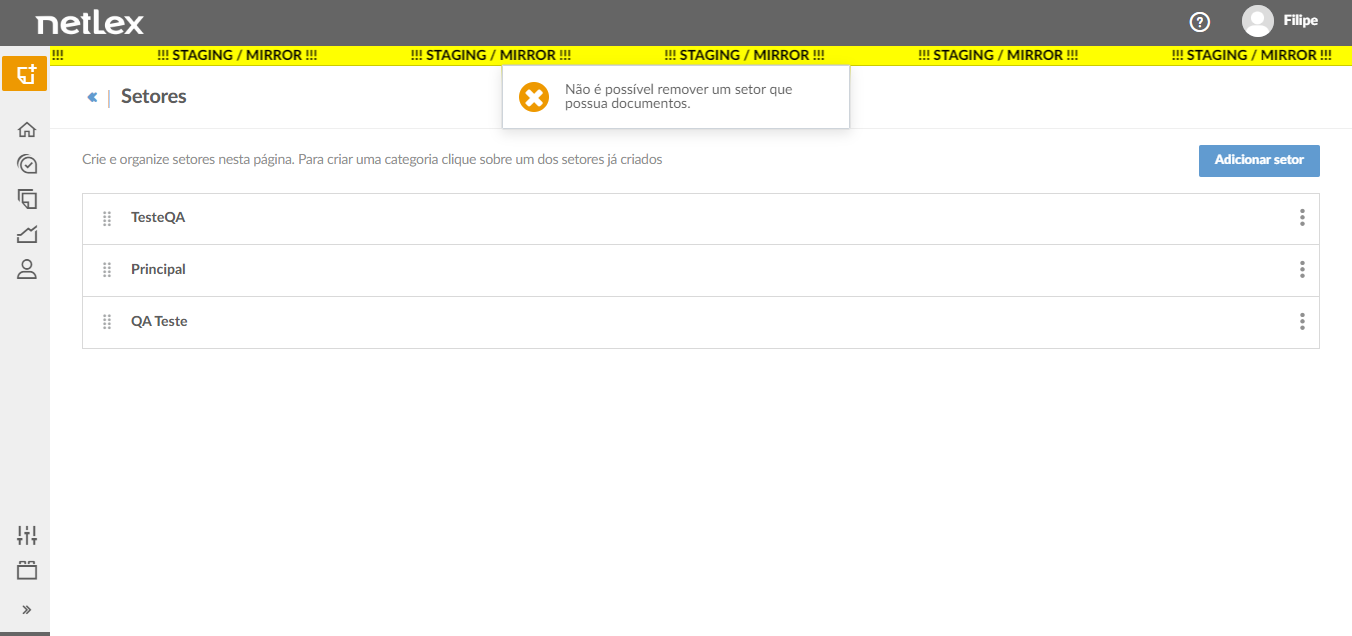 netLex
Filipe
!!! !!! STAGING / MIRROR !!! !!! STAGING / MIRROR !!! !!! STAGING / MIRROR !!! !!! STAGING / MIRROR !!! !!! STAGING / MIRROR !!!
Não é possível remover um setor que
possua documentos.
Setores
Crie e organize setores nesta página. Para criar uma categoria clique sobre um dos setores já criados
Adicionar setor
TesteQA
Principal
QA Teste